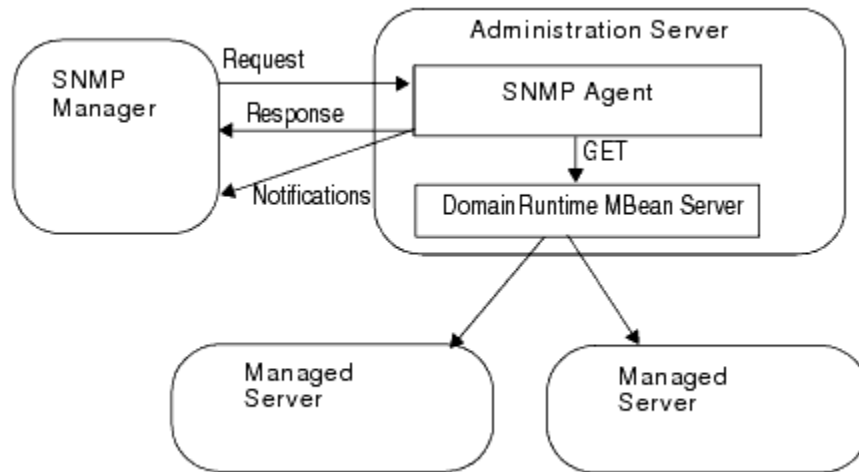 Administration Server
SNMP
Manager
Request
SNMP Agent
Response
GET
Notifications
DomainRuntime MBean Server
Managed
Server
Managed
Server